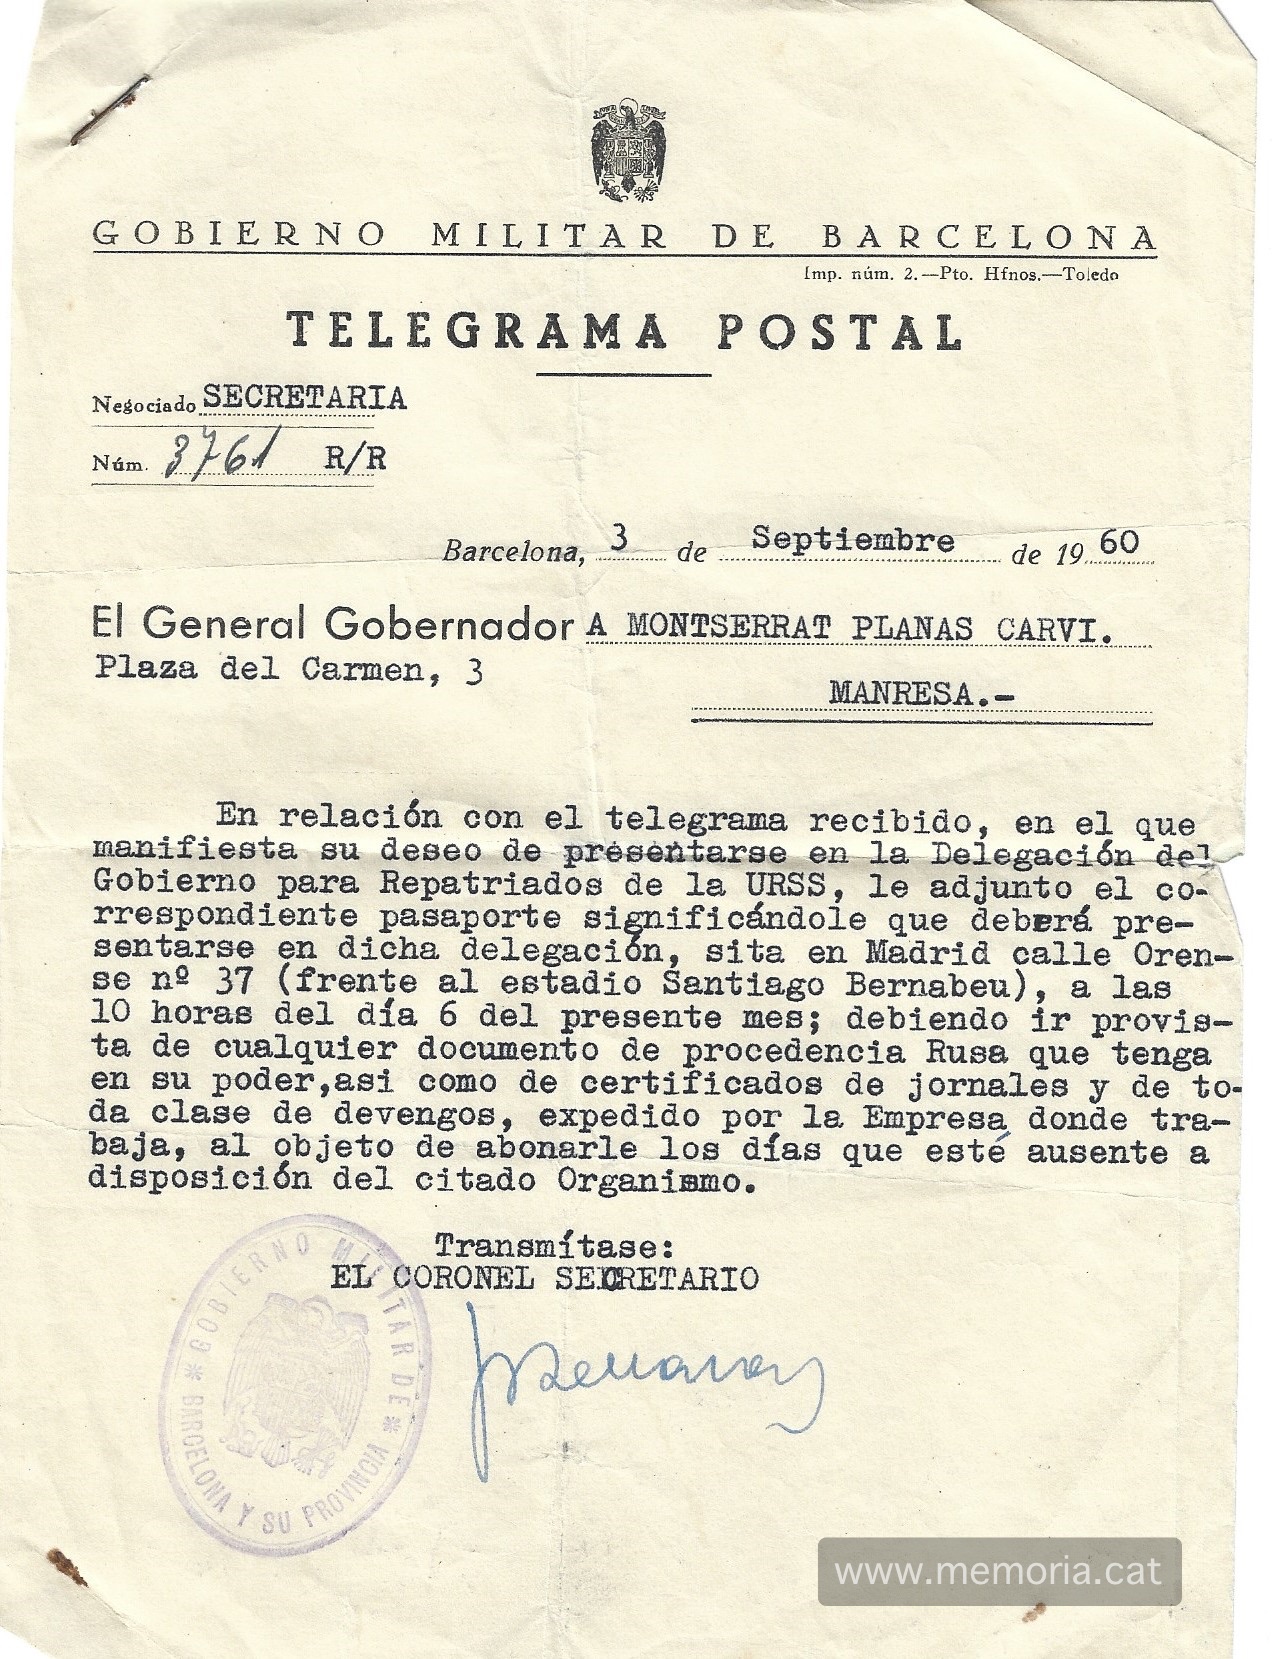 GOBIERNO MILITAR DE BARCELONA
Imp. núm. 2.—Pto. Hfnos.—Toledo
TELEGRAMA POSTAL
Negociado SECRETARIA
Núm. 3761 R/R
Barcelona, 3 de Septiembre de 1960
El General Gobernador A MONTSERRAT PLANAS CARVI.
Plaza del Carmen, 3
MANRESA.-
En relación con el telegrama recibido, en el que
manifiesta su deseo de presentarse en la Delegación del
Gobierno para Repatriados de la URSS, le adjunto el co-
rrespondiente pasaporte significándole que deberá pre-
sentarse en dicha delegación, sita en Madrid calle Oren-
se nº 37 (frente al estadio Santiago Bernabeu), a las
10 horas del día 6 del presente mes; debiendo ir provis-
ta de cualquier documento de procedencia Rusa que tenga
en su poder,asi como de certificados de jornales y de to-
da clase de devengos, expedido por la Empresa donde tra-
baja, al objeto de abonarle los días que esté ausente a
disposición del citado Organismo.
Transmítase:
EL CORONEL SECRETARIO
GOBIERNO MILITAR DE
* BARCELONA Y SU PROVINCIA *
www.memoria.cat